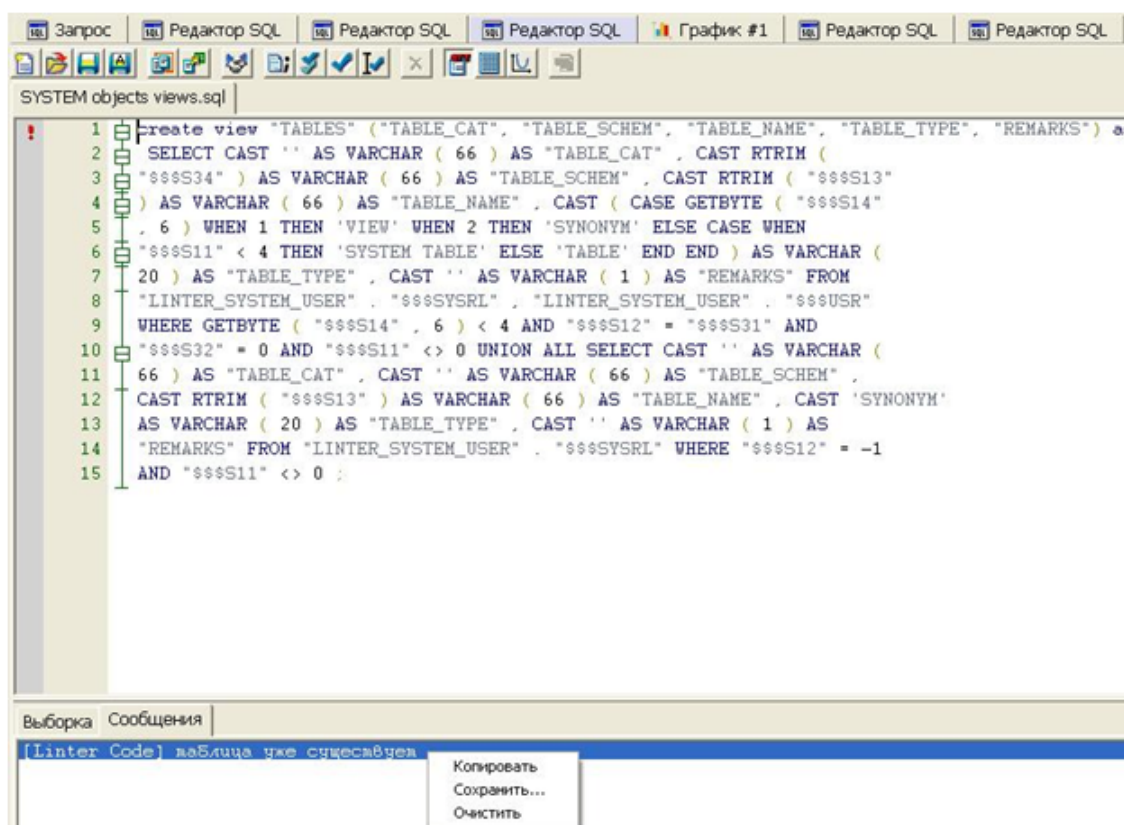 Запрос Редактор SQL Редактор SQL Редактор SQL График #1 Редактор SQL Редактор SQL
SYSTEM objects views.sql
1 create view "TABLES" ("TABLE_CAT", "TABLE_SCHEM", "TABLE_NAME", "TABLE_TYPE", "REMARKS") a
2 SELECT CAST '' AS VARCHAR ( 66 ) AS "TABLE_CAT" , CAST RTRIM (
3 "$$$S34" ) AS VARCHAR ( 66 ) AS "TABLE_SCHEM" , CAST RTRIM ( "$$$S13"
4 ) AS VARCHAR ( 66 ) AS "TABLE_NAME" , CAST ( CASE GETBYTE ( "$$$S14"
5 , 6 ) WHEN 1 THEN 'VIEW' WHEN 2 THEN 'SYNONYM' ELSE CASE WHEN
6 "$$$S11" < 4 THEN 'SYSTEM TABLE' ELSE 'TABLE' END END ) AS VARCHAR (
7 20 ) AS "TABLE_TYPE" , CAST '' AS VARCHAR ( 1 ) AS "REMARKS" FROM
8 "LINTER_SYSTEM_USER" . "$$$SYSRL" , "LINTER_SYSTEM_USER" . "$$$USR"
9 WHERE GETBYTE ( "$$$S14" , 6 ) < 4 AND "$$$S12" = "$$$S31" AND
10 "$$$S32" = 0 AND "$$$S11" <> 0 UNION ALL SELECT CAST '' AS VARCHAR (
11 66 ) AS "TABLE_CAT" , CAST '' AS VARCHAR ( 66 ) AS "TABLE_SCHEM" ,
12 CAST RTRIM ( "$$$S13" ) AS VARCHAR ( 66 ) AS "TABLE_NAME" , CAST 'SYNONYM'
13 AS VARCHAR ( 20 ) AS "TABLE_TYPE" , CAST '' AS VARCHAR ( 1 ) AS
14 "REMARKS" FROM "LINTER_SYSTEM_USER" . "$$$SYSRL" WHERE "$$$S12" = -1
15 AND "$$$S11" <> 0 ;
Выборка Сообщения
[Linter Code] таблица уже существует
Копировать
Сохранить...
Очистить